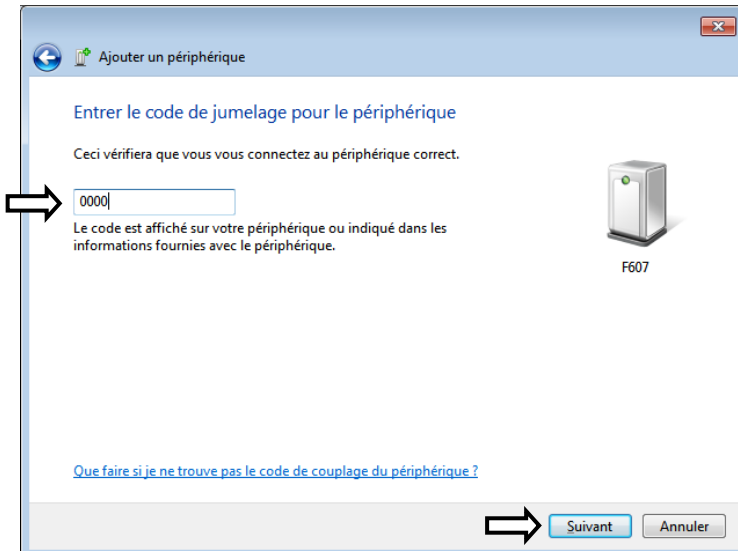 Ajouter un périphérique
Entrer le code de jumelage pour le périphérique
Ceci vérifiera que vous vous connectez au périphérique correct.
0000
Le code est affiché sur votre périphérique ou indiqué dans les
informations fournies avec le périphérique.
F607
Que faire si je ne trouve pas le code de couplage du périphérique ?
Suivant
Annuler